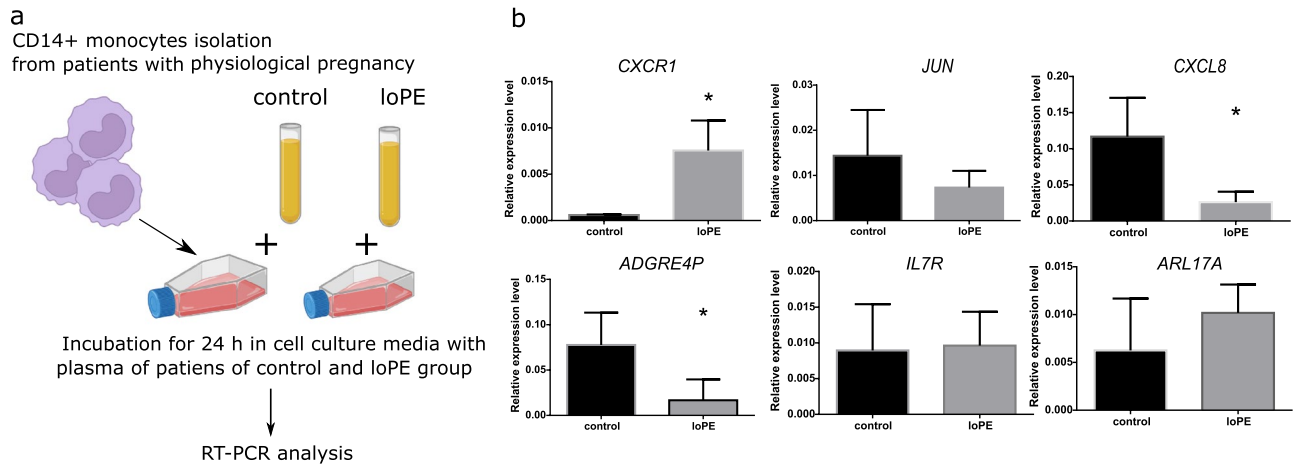 a
CD14+ monocytes isolation
from patients with physiological pregnancy
control
loPE
+
+
Incubation for 24 h in cell culture media with
plasma of patiens of control and loPE group
RT-PCR analysis
b
CXCR1
Relative expression level
0.015
0.010
0.005
0.000
*
control
loPE
JUN
Relative expression level
0.03
0.02
0.01
0.00
control
loPE
CXCL8
Relative expression level
0.20
0.15
0.10
0.05
0.00
*
control
loPE
ADGRE4P
Relative expression level
0.15
0.10
0.05
0.00
*
control
loPE
IL7R
Relative expression level
0.020
0.015
0.010
0.005
0.000
control
loPE
ARL17A
Relative expression level
0.015
0.010
0.005
0.000
control
loPE